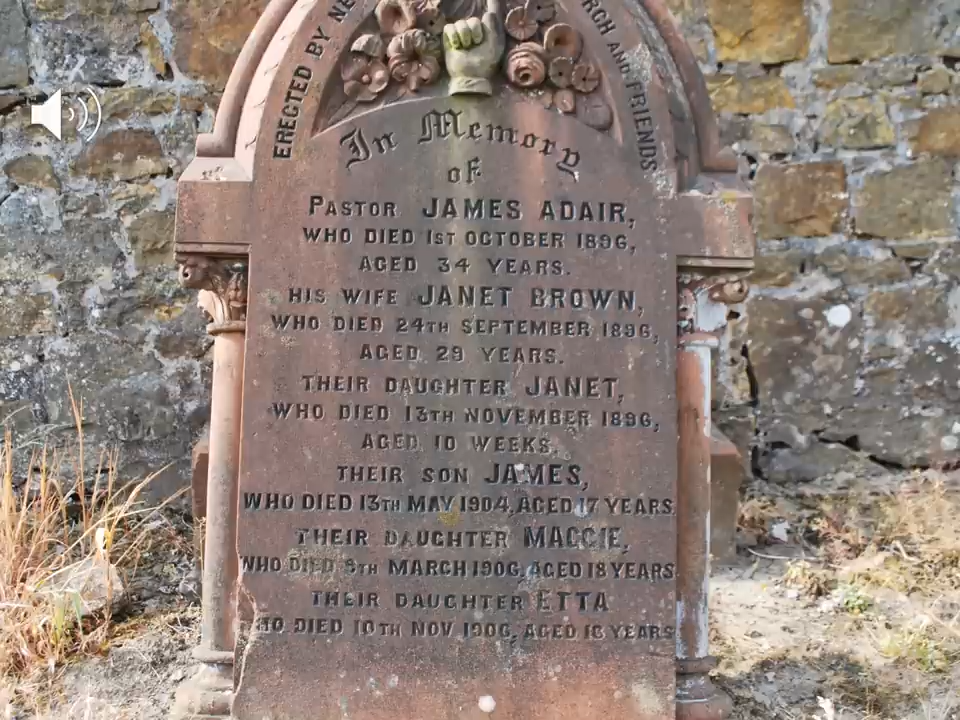 ERECTED BY NE
RCH AND FRIENDS
In Memory
of
PASTOR JAMES ADAIR,
WHO DIED 1ST OCTOBER 1896,
AGED 34 YEARS.
HIS WIFE JANET BROWN,
WHO DIED 24TH SEPTEMBER 1896,
AGED 29 YEARS.
THEIR DAUGHTER JANET,
WHO DIED 13TH NOVEMBER 1896,
AGED 10 WEEKS.
THEIR SON JAMES,
WHO DIED 13TH MAY 1904, AGED 17 YEARS
THEIR DAUGHTER MAGGIE,
WHO DIED 8TH MARCH 1906, AGED 18 YEARS
THEIR DAUGHTER ETTA
WHO DIED 10TH NOV. 1906, AGED 16 YEARS